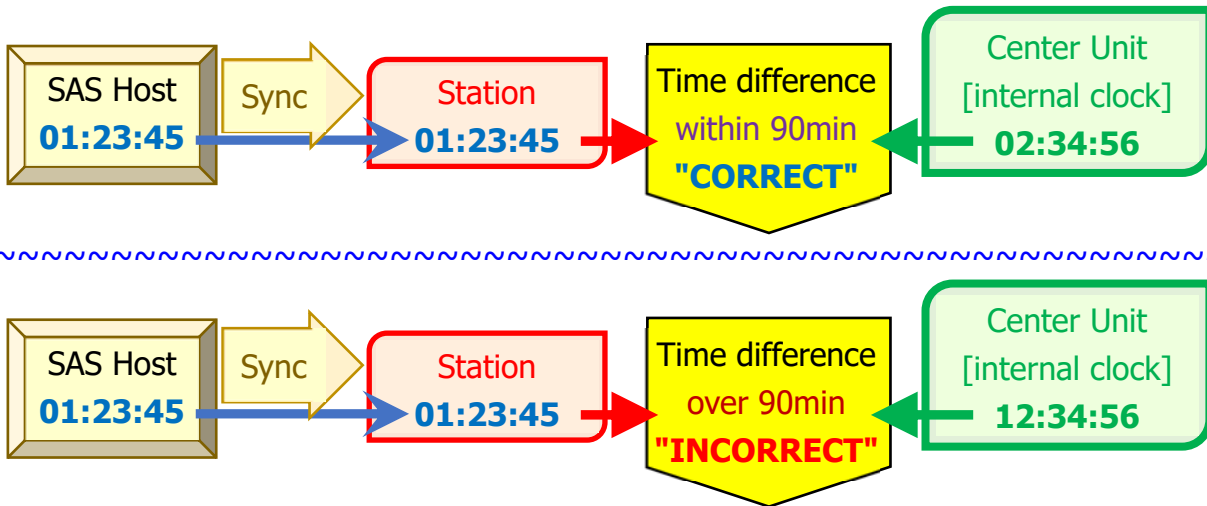 SAS Host
01:23:45
Sync
Station
01:23:45
Time difference
within 90min
"CORRECT"
Center Unit
[internal clock]
02:34:56
~~~~~~~~~~~~~~~~~~~~~~~~~~~~~~~~~~~~~~~~~~~~~~~~~~~~
SAS Host
01:23:45
Sync
Station
01:23:45
Time difference
over 90min
"INCORRECT"
Center Unit
[internal clock]
12:34:56